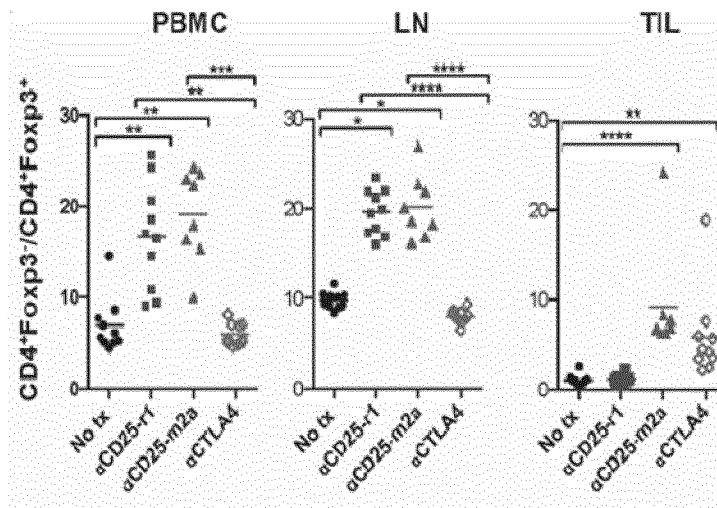 PBMC LN TIL
CD4⁺Foxp3⁻/CD4⁺Foxp3⁺
***
**
**
**
30
20
10
0
No tx
αCD25-r1
αCD25-m2a
αCTLA4
****
****
*
*
30
20
10
0
No tx
αCD25-r1
αCD25-m2a
αCTLA4
**
****
30
20
10
0
No tx
αCD25-r1
αCD25-m2a
αCTLA4